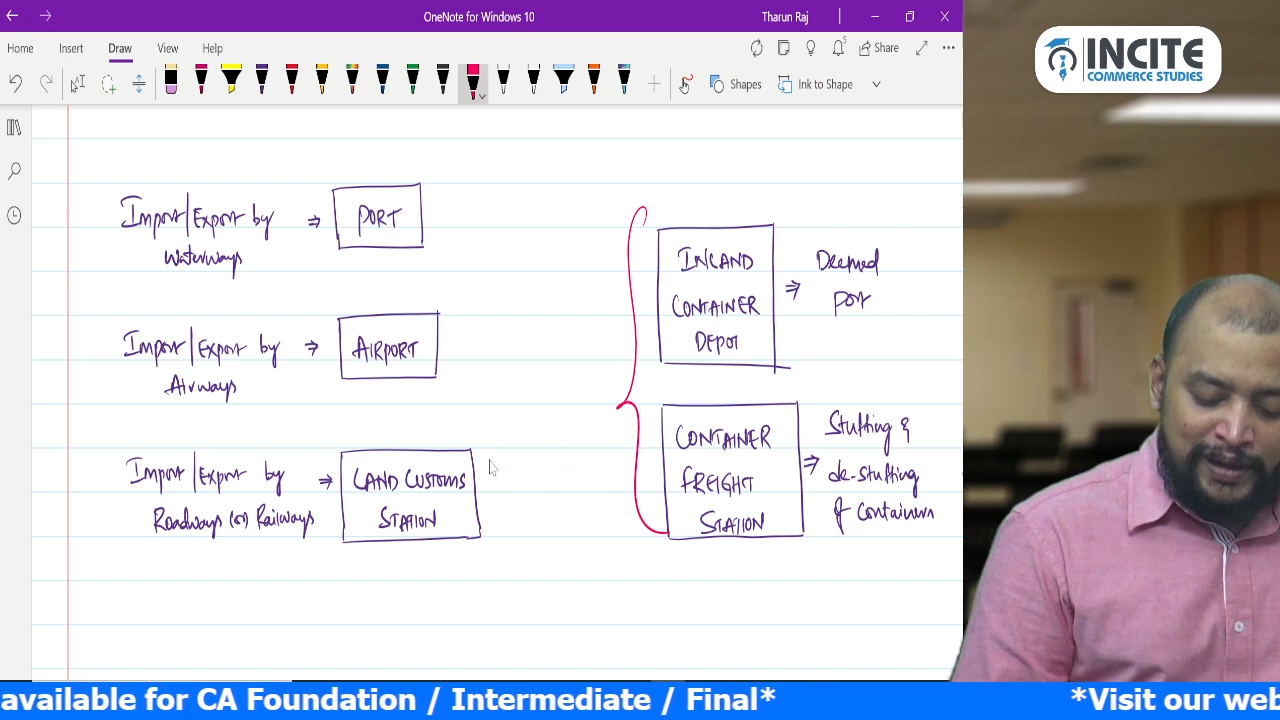 OneNote for Windows 10
Tharun Raj
Home Insert Draw View Help
5
Share
Shapes
Ink to Shape
INCITE
COMMERCE STUDIES
Import/Export by ⇒ PORT
Waterways
Import/Export by ⇒ AIRPORT
Airways
Import/Export by ⇒ LAND CUSTOMS
Roadways (or) Railways STATION
INLAND
CONTAINER
DEPOT
⇒ Deemed
port
CONTAINER
FREIGHT
STATION
⇒ Stuffing &
de-stuffing
of containers
available for CA Foundation / Intermediate / Final* *Visit our web